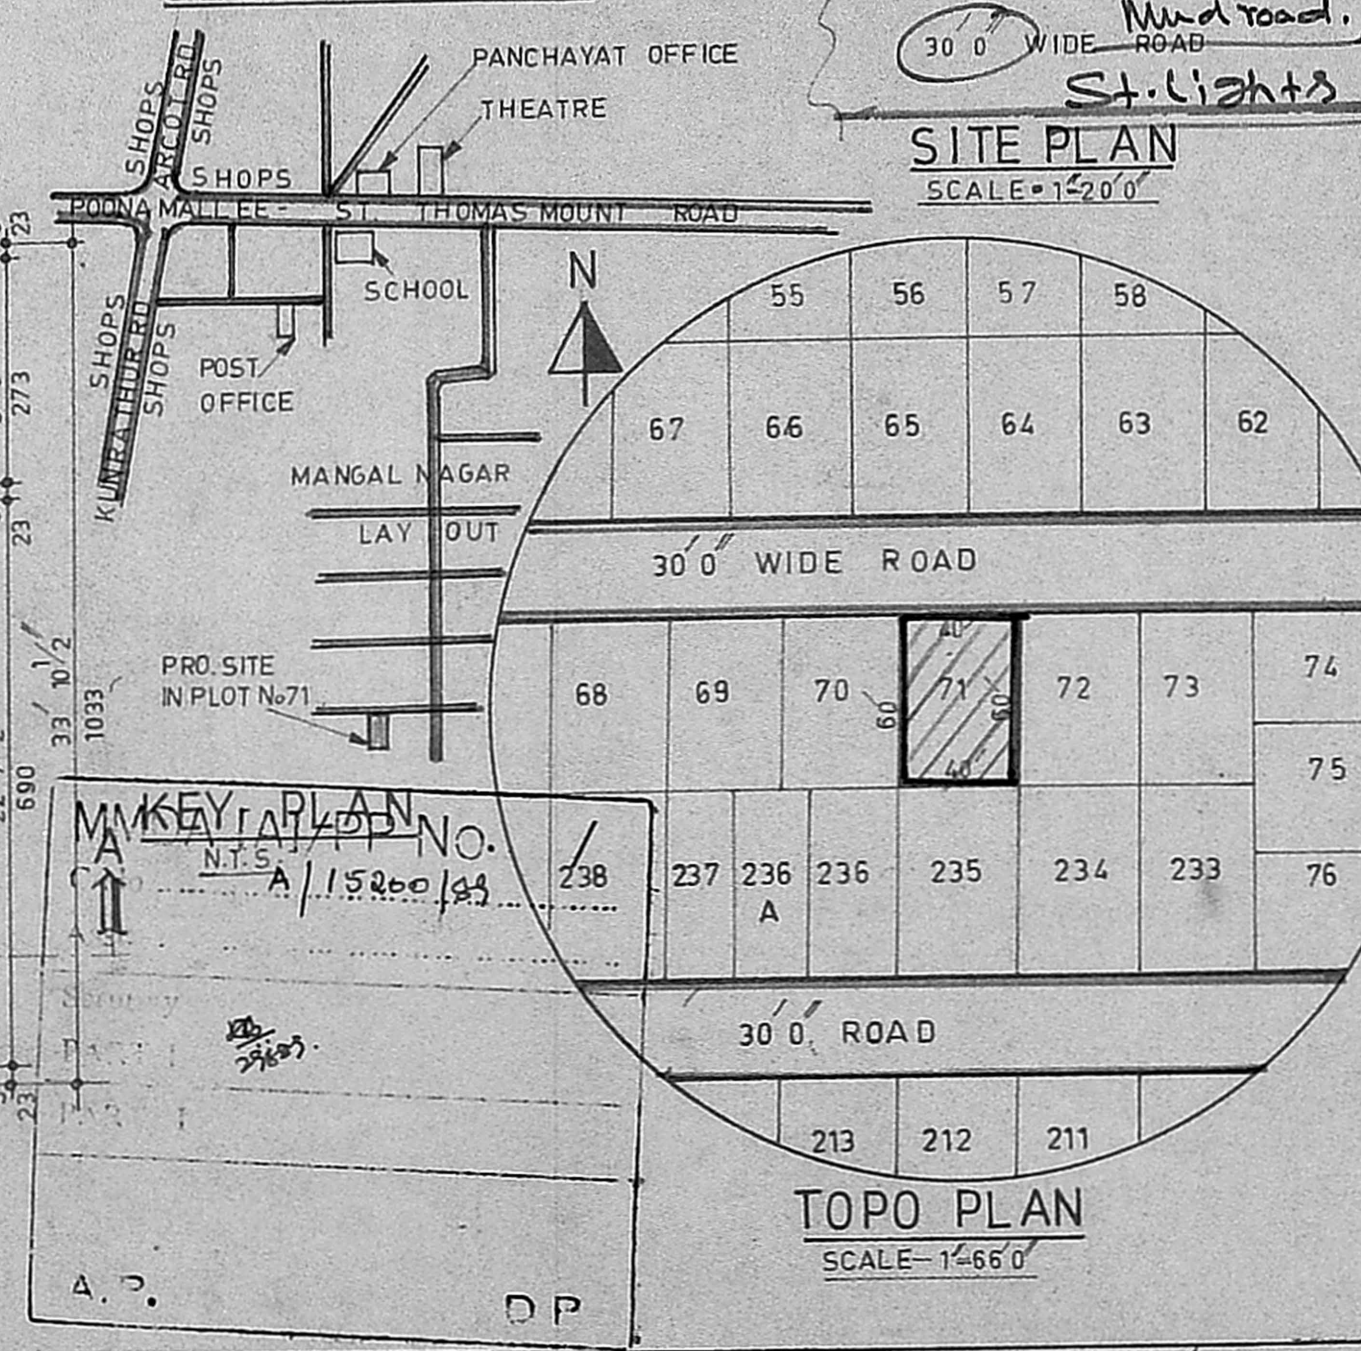 Mud road.
30'0" WIDE ROAD
St. Lights
SITE PLAN
SCALE=1"=20'0"
PANCHAYAT OFFICE
THEATRE
SHOPS
ARCOT RD
SHOPS
SHOPS
POONAMALLEE- ST. THOMAS MOUNT ROAD
SCHOOL
POST
OFFICE
SHOPS
KUNRATHUR RD
SHOPS
N
MANGAL NAGAR
LAY OUT
PRO. SITE
IN PLOT No71
23
273
23
33' 10 1/2"
1033
690
23
55 56 57 58
67 66 65 64 63 62
30'0" WIDE ROAD
68 69 70 71 72 73 74
40'
60 60
40'
75
238 237 236 A 236 235 234 233 76
30'0" ROAD
213 212 211
TOPO PLAN
SCALE-1"=66'0"
KEY PLAN
N.T.S.
NO.
A/15200/89
A. P.
D P